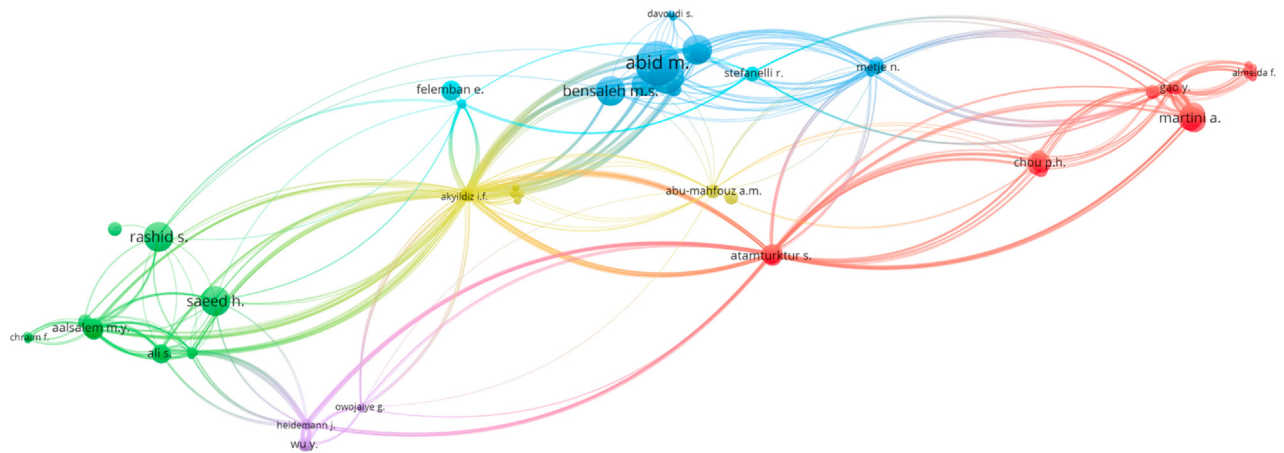 davoudi s.
abid m.
stefanelli r.
metje n.
almeida f.
felemban e.
bensaleh m.s.
gao y.
martini a.
chou p.h.
akyildiz i.f.
abu-mahfouz a.m.
rashid s.
atamturktur s.
saeed h.
aalsalem m.y.
chraim f.
ali s.
owojaiye g.
heidemann j.
wu y.